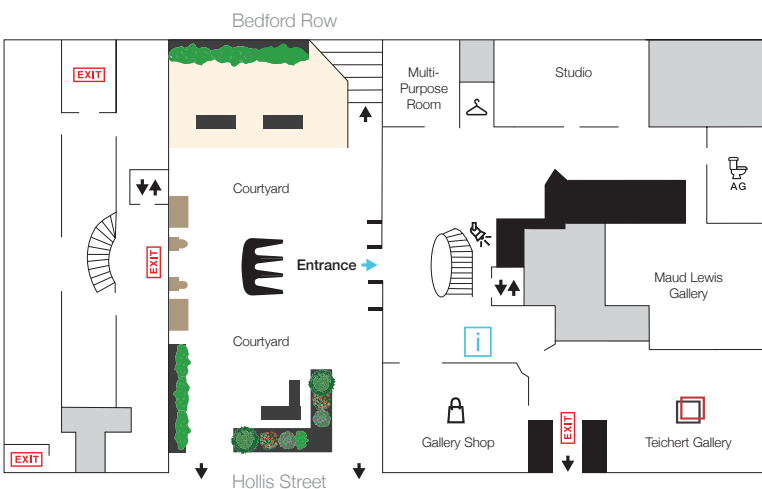 Bedford Row
EXIT
Multi-
Purpose
Room
Studio
AG
Courtyard
EXIT
Entrance
Maud Lewis
Gallery
Courtyard
i
EXIT
Gallery Shop
EXIT
Teichert Gallery
Hollis Street